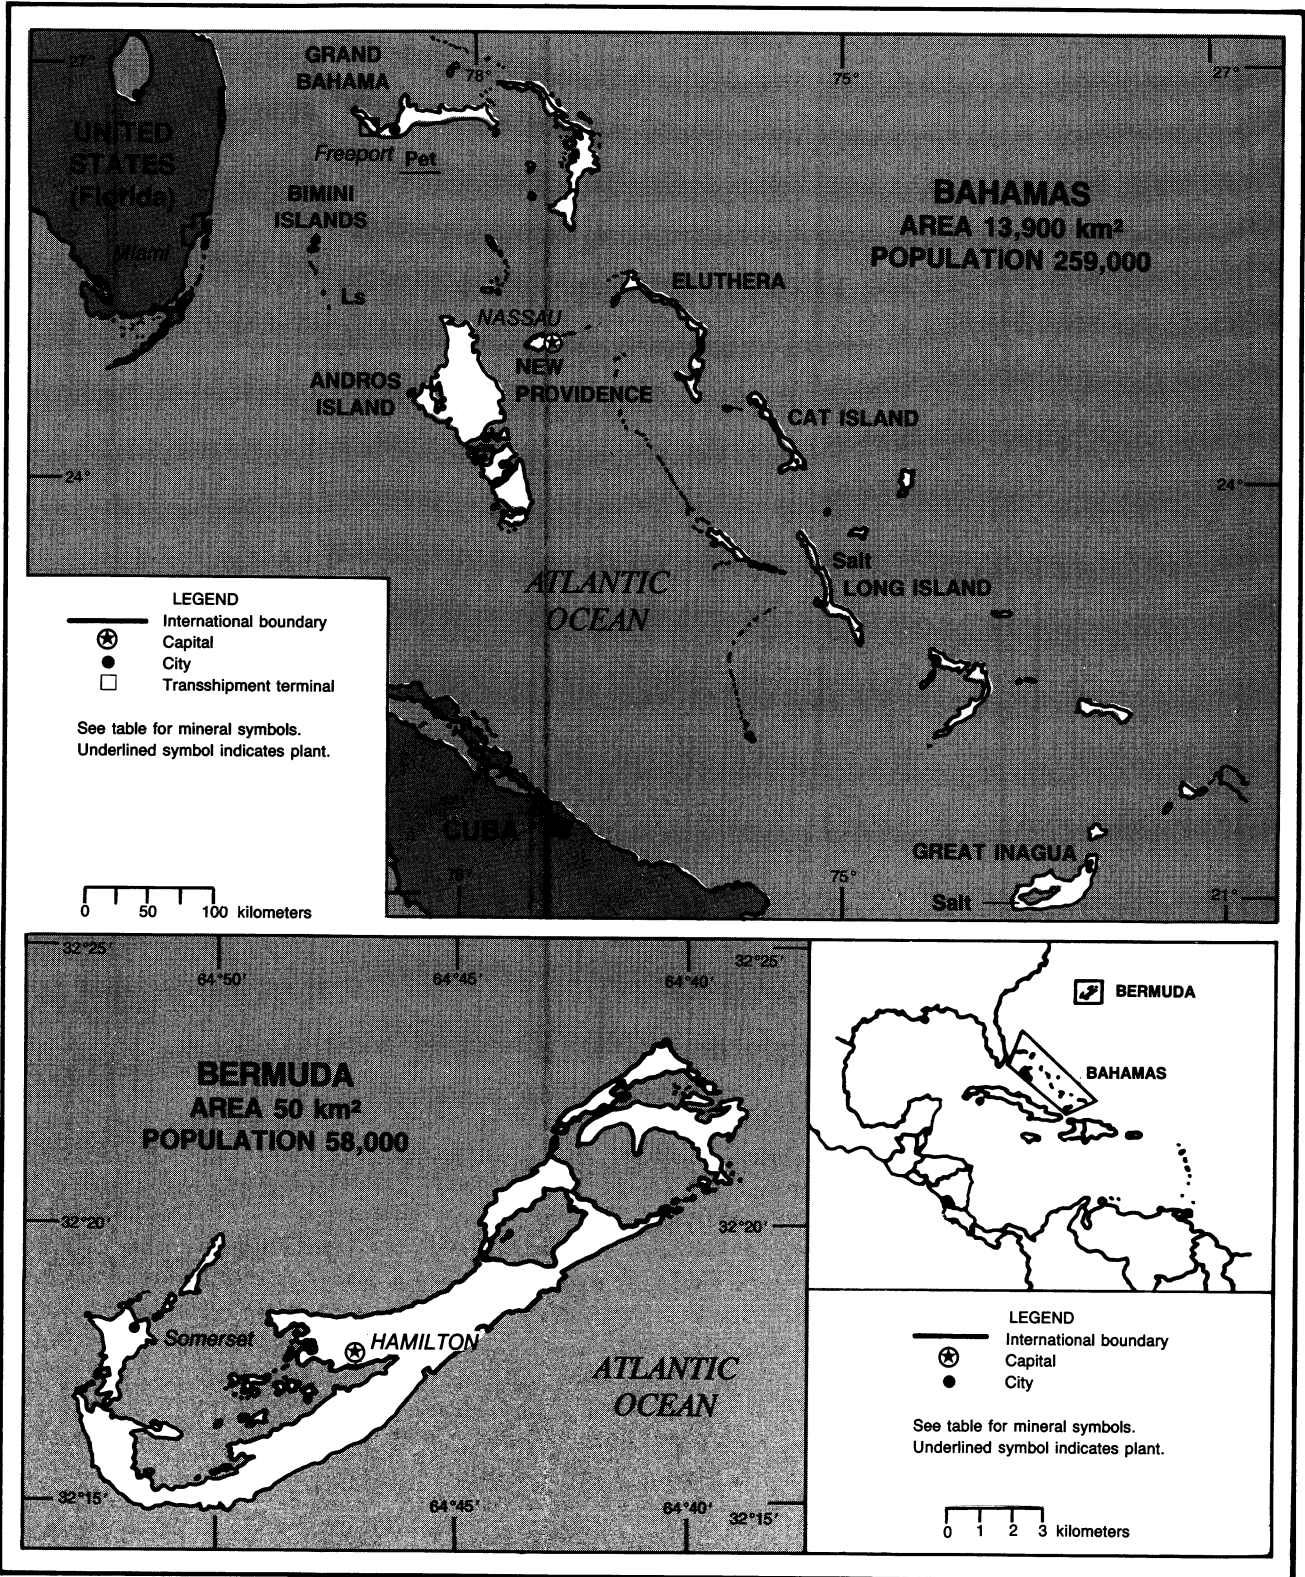 27°
78°
75°
27°
GRAND
BAHAMA
UNITED
STATES
(Florida)
Freeport
Pet
BIMINI
ISLANDS
Miami
Ls
BAHAMAS
AREA 13,900 km²
POPULATION 259,000
ELUTHERA
NASSAU
NEW
PROVIDENCE
ANDROS
ISLAND
CAT ISLAND
24°
24°
Salt
LONG ISLAND
ATLANTIC
OCEAN
LEGEND
International boundary
Capital
City
Transshipment terminal
See table for mineral symbols.
Underlined symbol indicates plant.
0 50 100 kilometers
CUBA
78°
75°
GREAT INAGUA
Salt
21°
32°25′
64°50′
64°45′
64°40′
32°25′
BERMUDA
AREA 50 km²
POPULATION 58,000
32°20′
32°20′
Somerset
HAMILTON
ATLANTIC
OCEAN
32°15′
64°45′
64°40′
32°15′
BERMUDA
BAHAMAS
LEGEND
International boundary
Capital
City
See table for mineral symbols.
Underlined symbol indicates plant.
0 1 2 3 kilometers